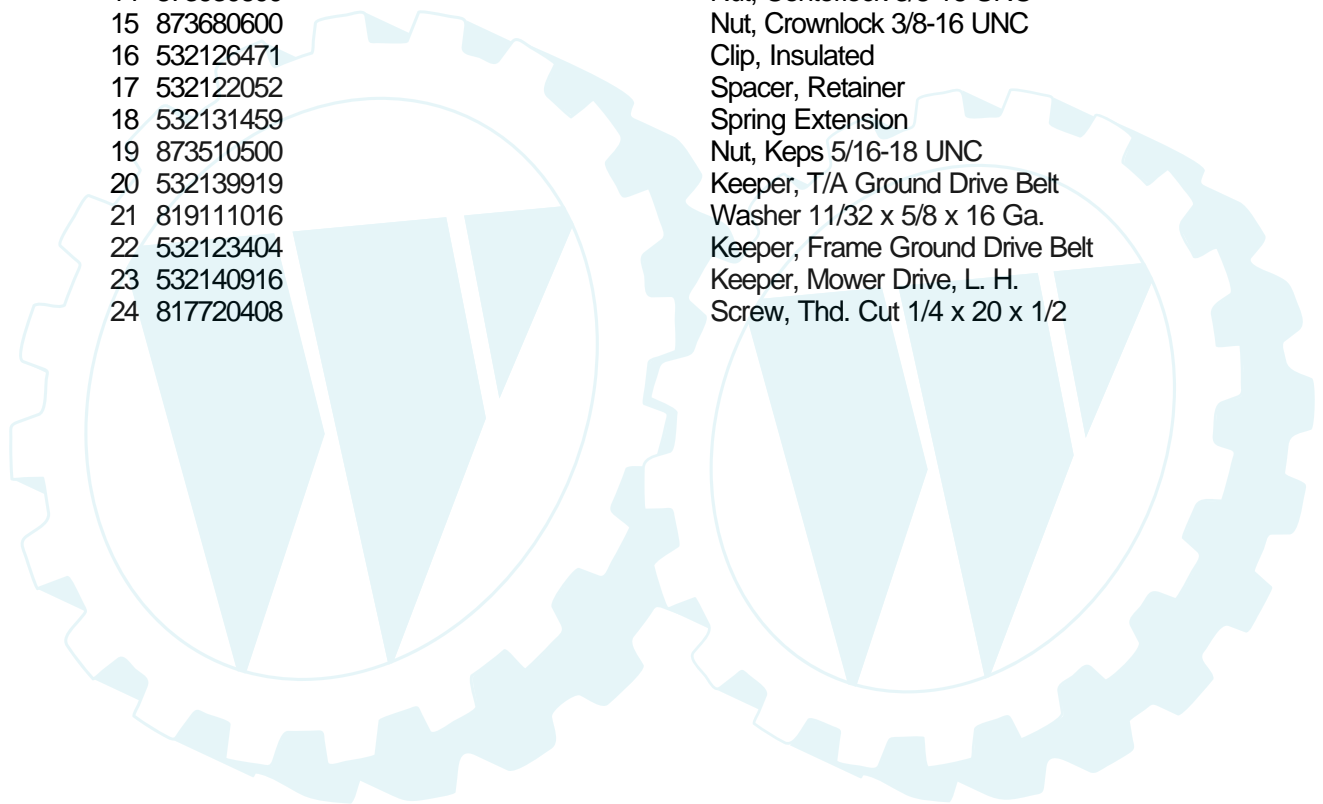 15 873680600 Nut, Crownlock 3/8-16 UNC
16 532126471 Clip, Insulated
17 532122052 Spacer, Retainer
18 532131459 Spring Extension
19 873510500 Nut, Keps 5/16-18 UNC
20 532139919 Keeper, T/A Ground Drive Belt
21 819111016 Washer 11/32 x 5/8 x 16 Ga.
22 532123404 Keeper, Frame Ground Drive Belt
23 532140916 Keeper, Mower Drive, L. H.
24 817720408 Screw, Thd. Cut 1/4 x 20 x 1/2